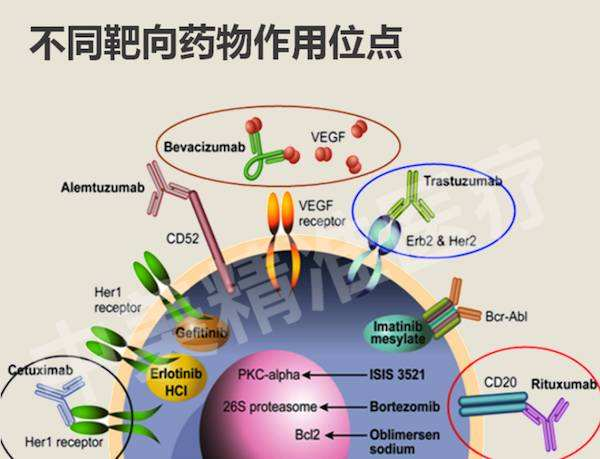 不同靶向药物作用位点
Bevacizumab
VEGF
Alemtuzumab
CD52
VEGF
receptor
Trastuzumab
Erb2 & Her2
Her1
receptor
Gefitinib
Imatinib
mesylate
Bcr-Abl
Cetuximab
Erlotinib
HCl
Her1 receptor
PKC-alpha
ISIS 3521
26S proteasome
Bortezomib
Bcl2
Oblimersen
sodium
CD20
Rituxumab